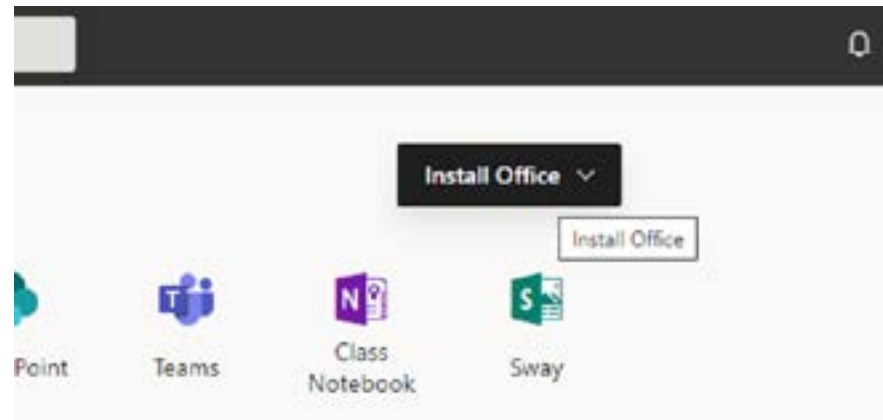 Install Office
Install Office
Point
Teams
Class
Notebook
Sway
T
N
S